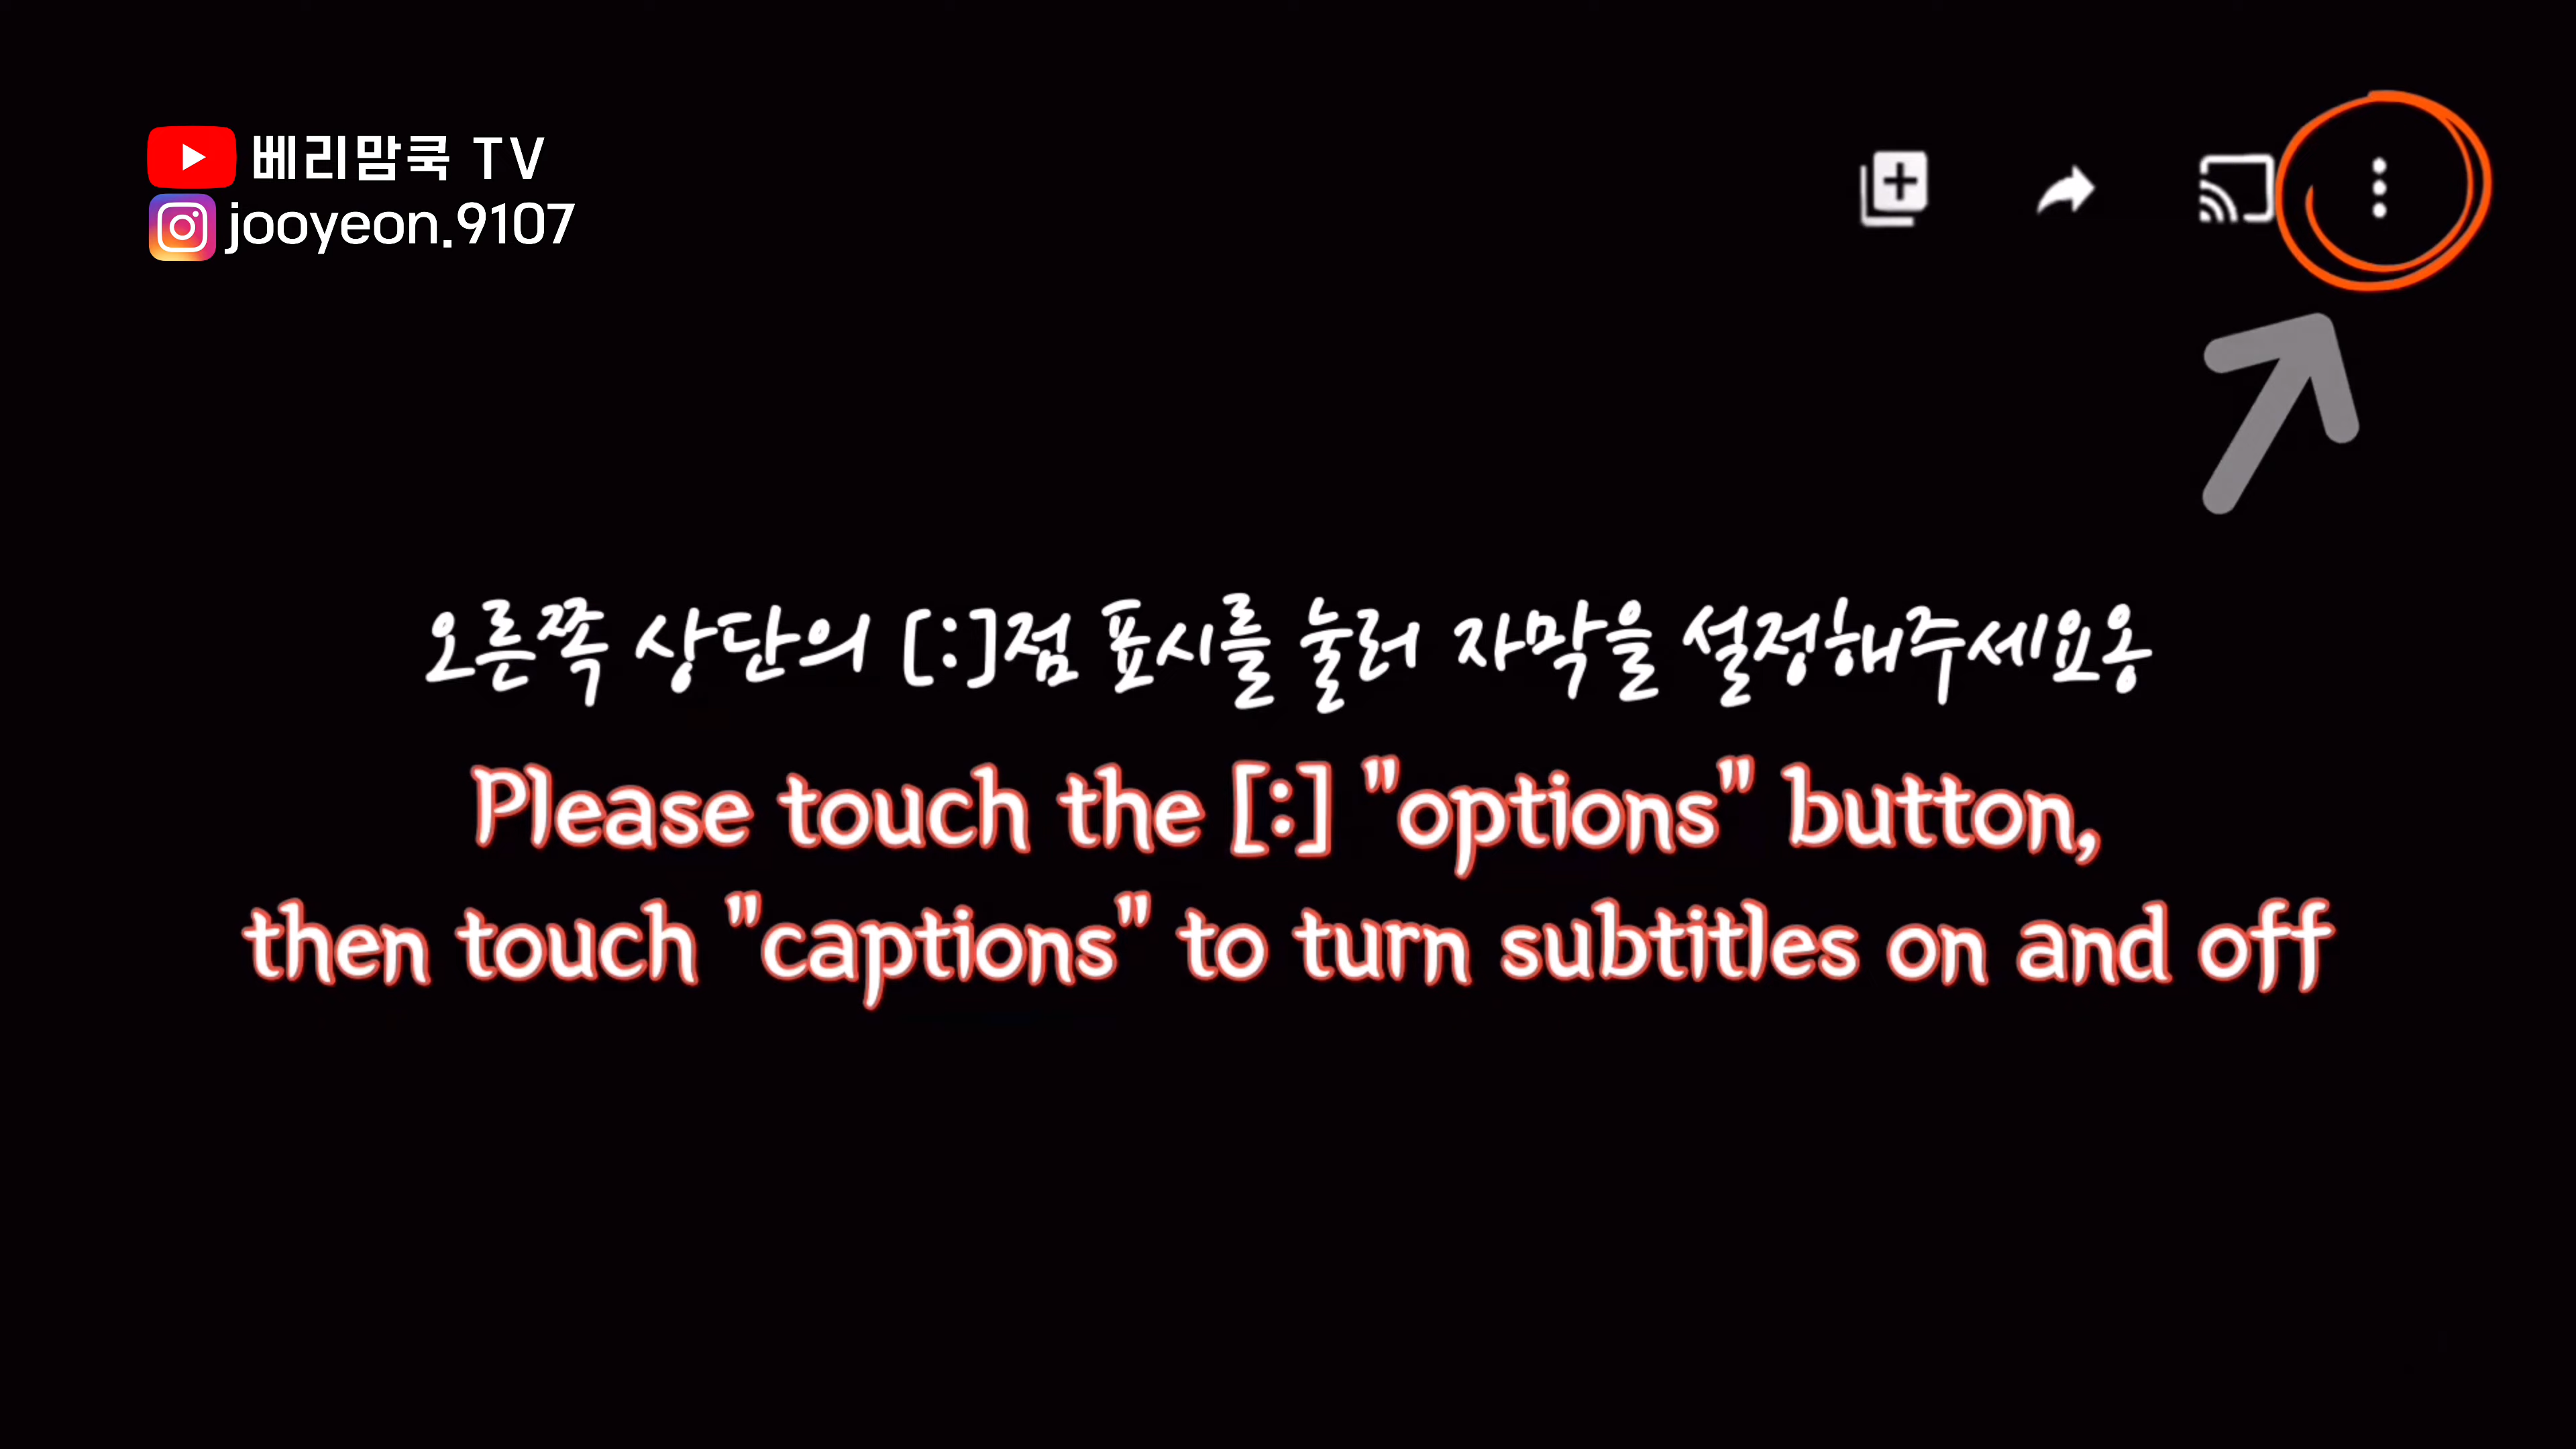 베리맘쿡 TV
jooyeon.9107
오른쪽 상단의 [:]점 표시를 눌러 자막을 설정해주세요옹
Please touch the [:] "options" button,
then touch "captions" to turn subtitles on and off